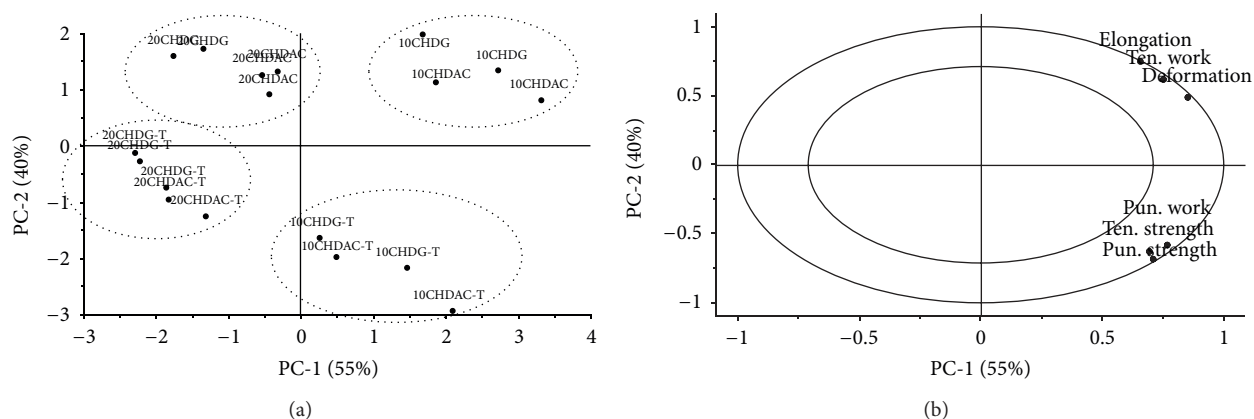 2
1
0
−1
−2
−3
PC-2 (40%)
20CHDG
20CHDG
20CHDAC
20CHDAC
20CHDAC
10CHDG
10CHDG
10CHDAC
10CHDAC
20CHDG-T
20CHDG-T
20CHDG-T
20CHDAC-T
20CHDAC-T
10CHDG-T
10CHDAC-T
10CHDG-T
10CHDAC-T
−3
−2
−1
0
1
2
3
4
PC-1 (55%)
(a)
1
0.5
0
−0.5
−1
PC-2 (40%)
Elongation
Ten. work
Deformation
Pun. work
Ten. strength
Pun. strength
−1
−0.5
0
0.5
1
PC-1 (55%)
(b)